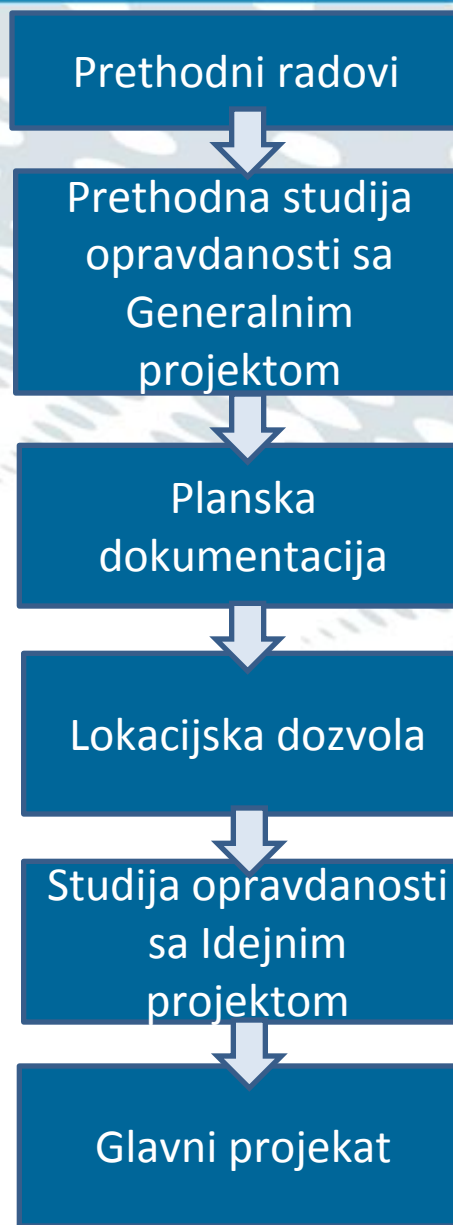 Prethodni radovi
Prethodna studija
opravdanosti sa
Generalnim
projektom
Planska
dokumentacija
Lokacijska dozvola
Studija opravdanosti
sa Idejnim
projektom
Glavni projekat